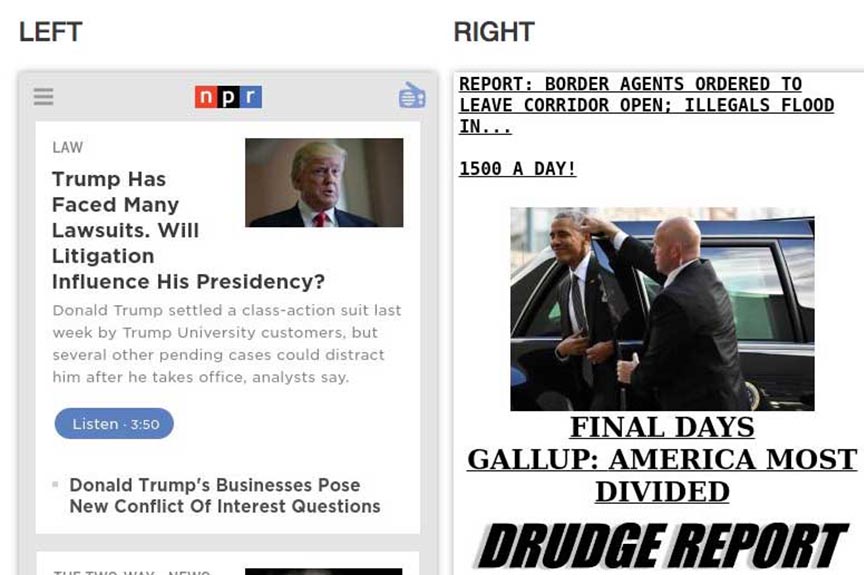 LEFT
RIGHT
npr
LAW
Trump Has
Faced Many
Lawsuits. Will
Litigation
Influence His Presidency?
Donald Trump settled a class-action suit last
week by Trump University customers, but
several other pending cases could distract
him after he takes office, analysts say.
Listen · 3:50
Donald Trump's Businesses Pose
New Conflict Of Interest Questions
THE TWO-WAY - NEWS
REPORT: BORDER AGENTS ORDERED TO
LEAVE CORRIDOR OPEN; ILLEGALS FLOOD
IN...
1500 A DAY!
FINAL DAYS
GALLUP: AMERICA MOST
DIVIDED
DRUDGE REPORT